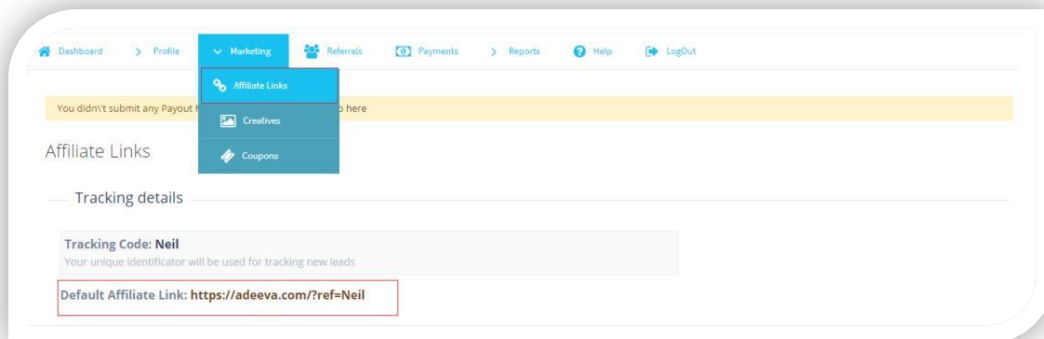 Dashboard Profile Marketing Referrals Payments Reports Help LogOut
Affiliate Links
You didn\'t submit any Payout o here
Creatives
Affiliate Links
Coupons
Tracking details
Tracking Code: Neil
Your unique identificator will be used for tracking new leads
Default Affiliate Link: https://adeeva.com/?ref=Neil